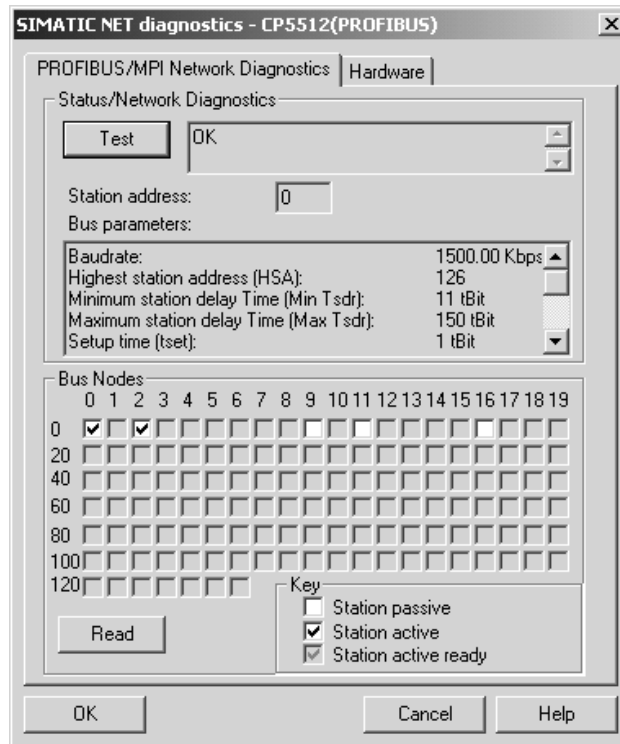 SIMATIC NET diagnostics - CP5512(PROFIBUS)
PROFIBUS/MPI Network Diagnostics
Hardware
Status/Network Diagnostics
Test
OK
Station address: 0
Bus parameters:
Baudrate: 1500.00 Kbps
Highest station address (HSA): 126
Minimum station delay Time (Min Tsdr): 11 tBit
Maximum station delay Time (Max Tsdr): 150 tBit
Setup time (tset): 1 tBit
Bus Nodes
0 1 2 3 4 5 6 7 8 9 10 11 12 13 14 15 16 17 18 19
0
20
40
60
80
100
120
Key
Station passive
Station active
Station active ready
Read
OK
Cancel
Help